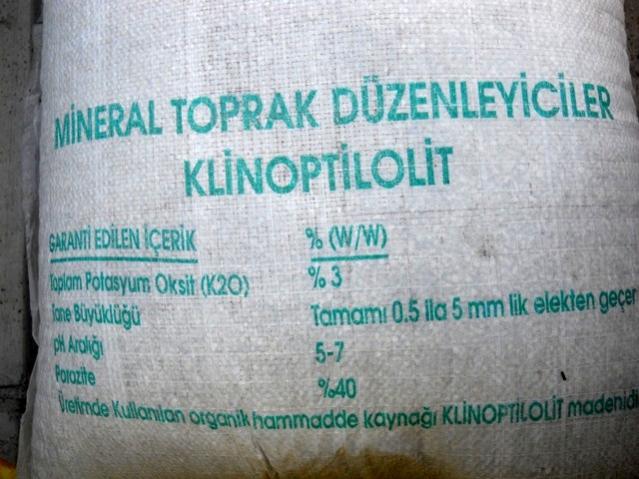 MİNERAL TOPRAK DÜZENLEYİCİLER
KLİNOPTİLOLİT
GARANTİ EDİLEN İÇERİK % (W/W)
Toplam Potasyum Oksit (K2O) % 3
Tane Büyüklüğü Tamamı 0.5 ila 5 mm lik elekten geçer
pH Aralığı 5-7
Porozite %40
Üretimde Kullanılan organik hammadde kaynağı KLİNOPTİLOLİT